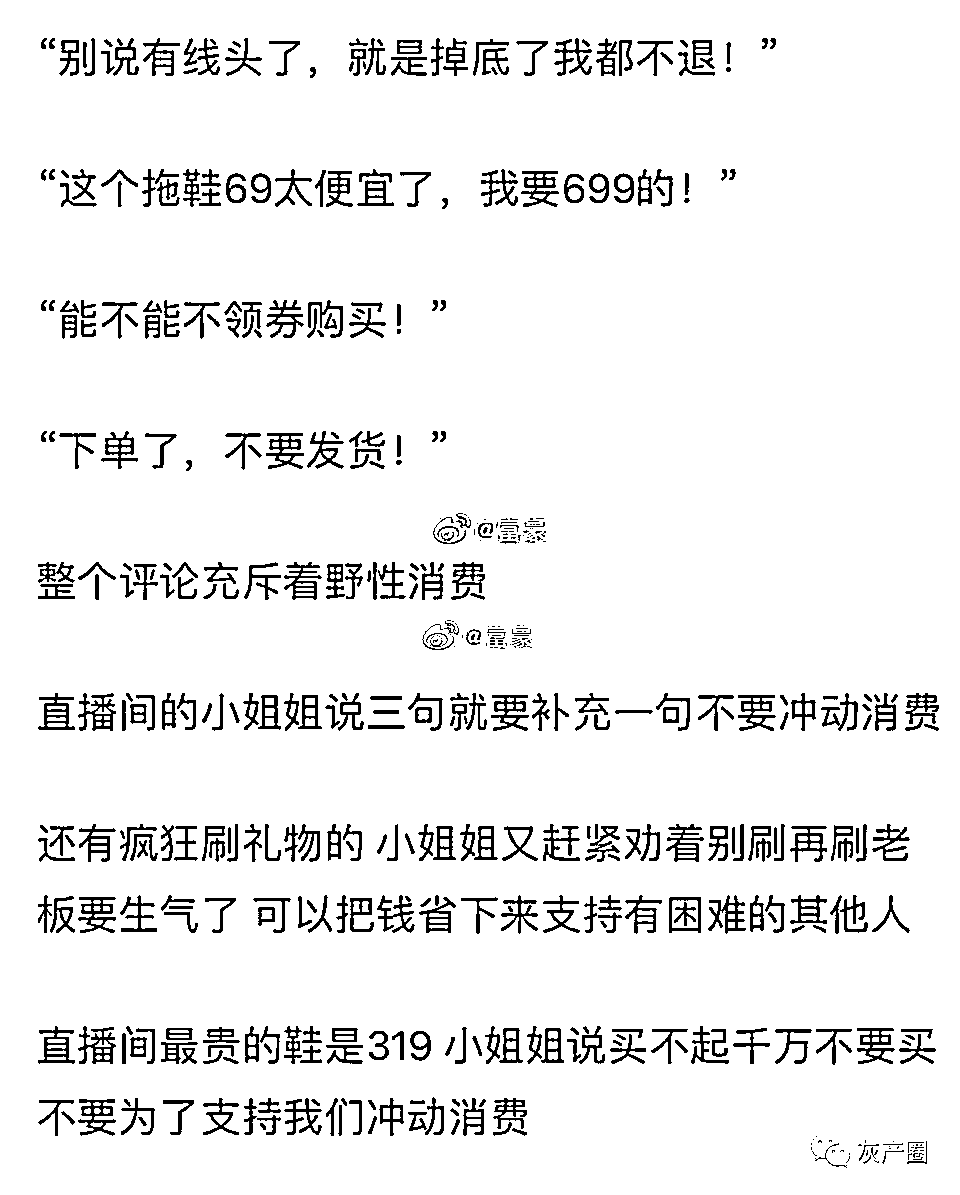 “别说有线头了，就是掉底了我都不退！”
“这个拖鞋69太便宜了，我要699的！”
“能不能不领券购买！”
“下单了，不要发货！”
@富豪
整个评论充斥着野性消费
@富豪
直播间的小姐姐说三句就要补充一句不要冲动消费
还有疯狂刷礼物的 小姐姐又赶紧劝着别刷再刷老
板要生气了 可以把钱省下来支持有困难的其他人
直播间最贵的鞋是319 小姐姐说买不起千万不要买
不要为了支持我们冲动消费
灰产圈